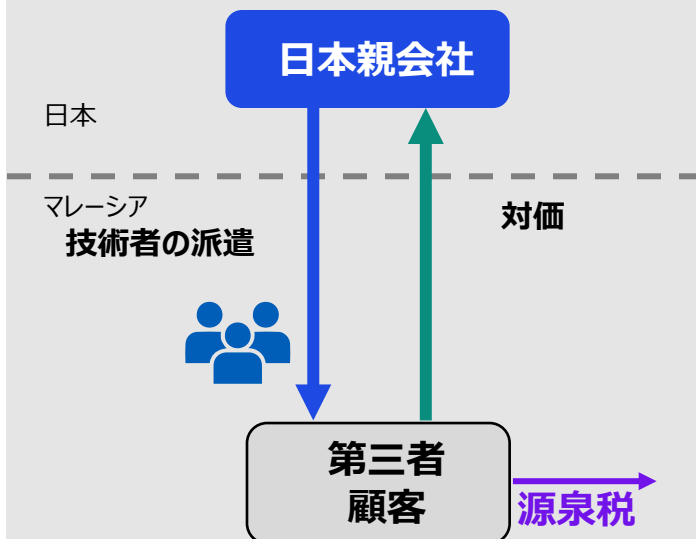 日本親会社
日本
マレーシア
技術者の派遣
対価
第三者
顧客
源泉税